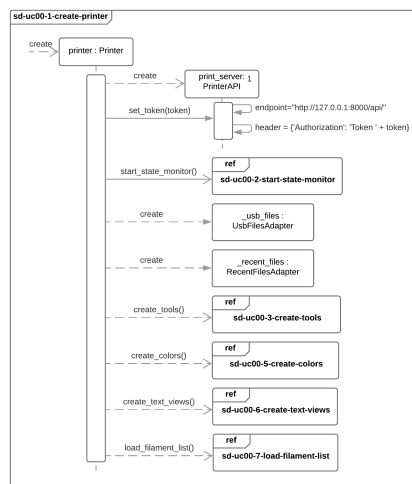 sd-uc00-1-create-printer
create
printer : Printer
create
print_server: 1
PrinterAPI
set_token(token)
endpoint="http://127.0.0.1:8000/api/"
header = {'Authorization': 'Token ' + token}
ref
start_state_monitor()
sd-uc00-2-start-state-monitor
create
_usb_files :
UsbFilesAdapter
create
_recent_files :
RecentFilesAdapter
ref
create_tools()
sd-uc00-3-create-tools
ref
create_colors()
sd-uc00-5-create-colors
ref
create_text_views()
sd-uc00-6-create-text-views
ref
load_filament_list()
sd-uc00-7-load-filament-list